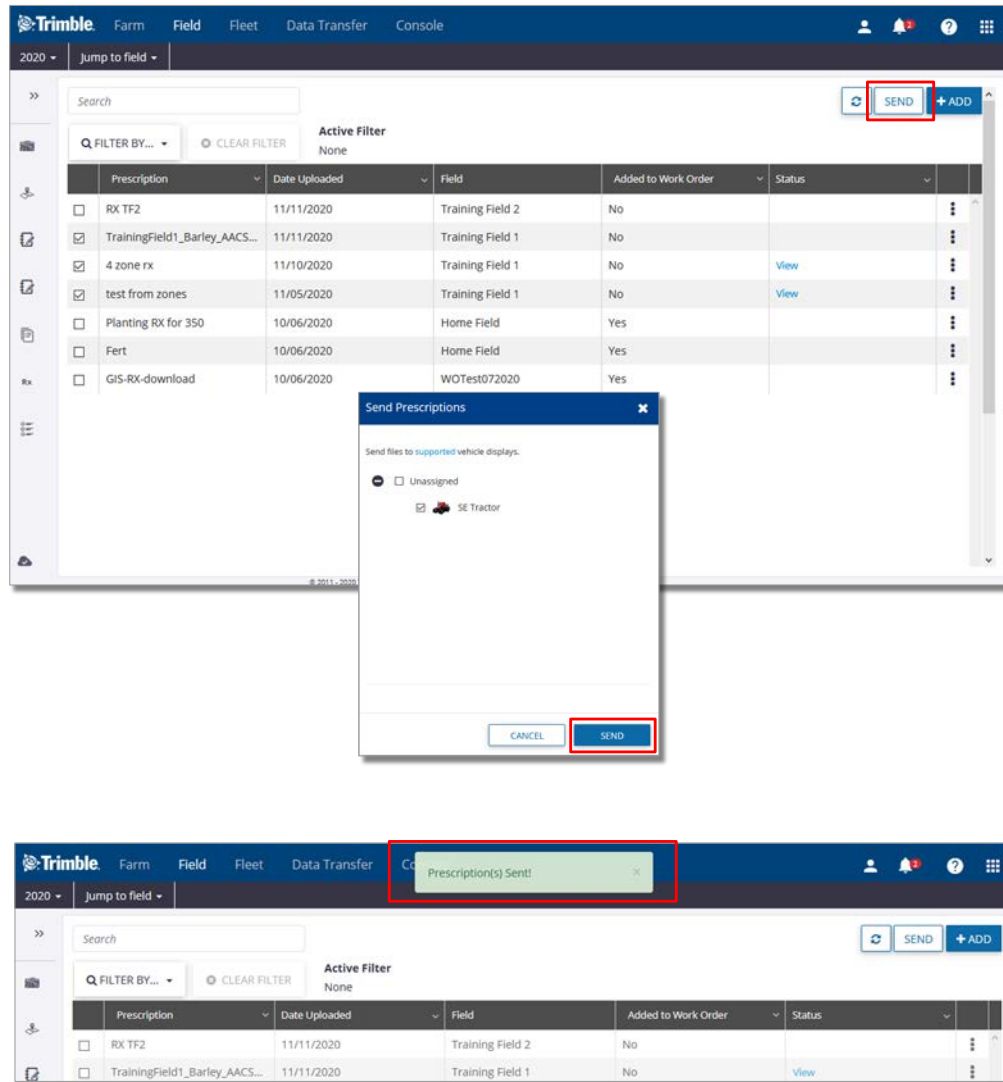 Trimble. Farm Field Fleet Data Transfer Console 2 ?
2020 Jump to field
Search SEND + ADD
FILTER BY... CLEAR FILTER Active Filter
None
Prescription Date Uploaded Field Added to Work Order Status
RX TF2 11/11/2020 Training Field 2 No
TrainingField1_Barley_AACS... 11/11/2020 Training Field 1 No
4 zone rx 11/10/2020 Training Field 1 No View
test from zones 11/05/2020 Training Field 1 No View
Planting RX for 350 10/06/2020 Home Field Yes
Fert 10/06/2020 Home Field Yes
Rx GIS-RX-download 10/06/2020 WOTest072020 Yes
Send Prescriptions
Send files to supported vehicle displays.
Unassigned
SE Tractor
© 2011 - 2020
CANCEL SEND
Trimble. Farm Field Fleet Data Transfer Co Prescription(s) Sent! × 2 ?
2020 Jump to field
Search SEND + ADD
FILTER BY... CLEAR FILTER Active Filter
None
Prescription Date Uploaded Field Added to Work Order Status
RX TF2 11/11/2020 Training Field 2 No
TrainingField1_Barley_AACS... 11/11/2020 Training Field 1 No View